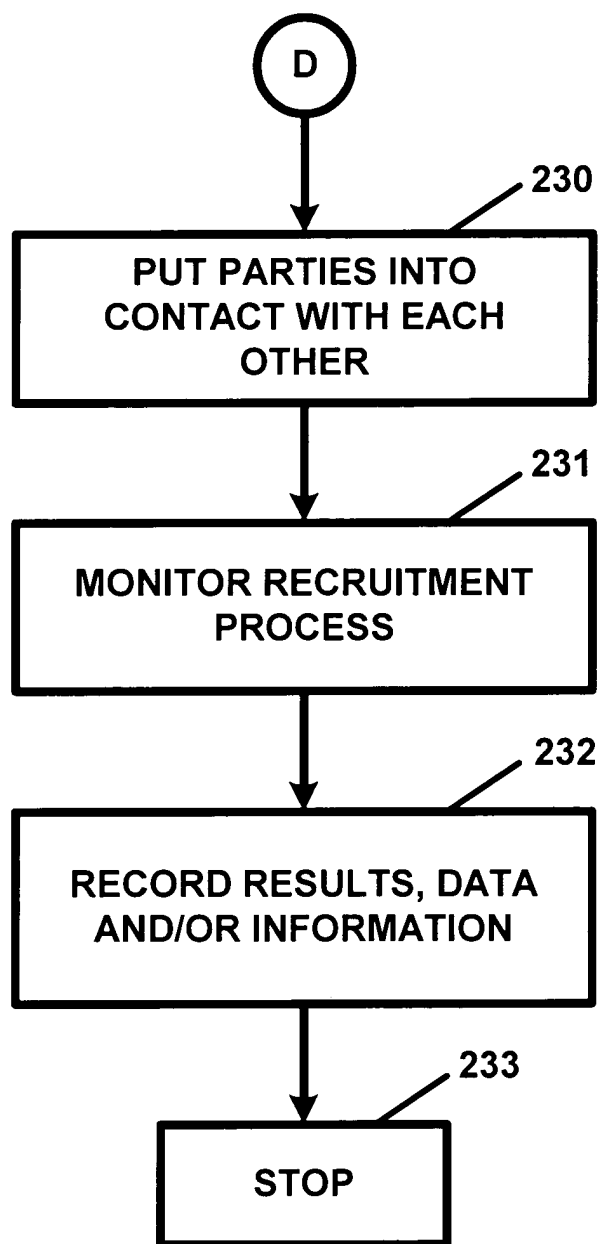 D
230
PUT PARTIES INTO
CONTACT WITH EACH
OTHER
231
MONITOR RECRUITMENT
PROCESS
232
RECORD RESULTS, DATA
AND/OR INFORMATION
233
STOP